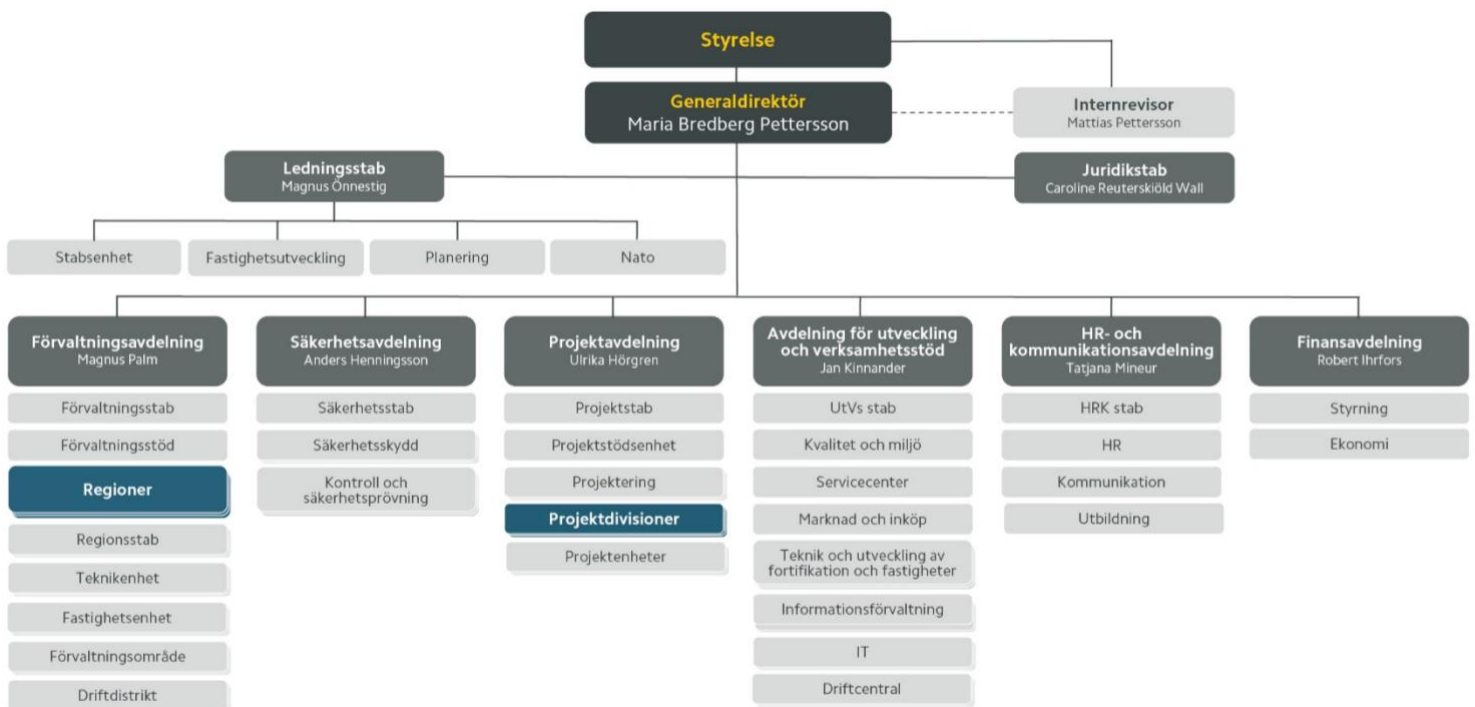 Styrelse
Generaldirektör
Maria Bredberg Pettersson
Internrevisor
Mattias Pettersson
Ledningsstab
Magnus Önnestig
Juridikstab
Caroline Reuterskiöld Wall
Stabsenhet
Fastighetsutveckling
Planering
Nato
Förvaltningsavdelning
Magnus Palm
Förvaltningsstab
Förvaltningsstöd
Regioner
Regionsstab
Teknikenhet
Fastighetsenhet
Förvaltningsområde
Driftdistrikt
Säkerhetsavdelning
Anders Henningsson
Säkerhetsstab
Säkerhetsskydd
Kontroll och
säkerhetsprövning
Projektavdelning
Ulrika Hörgren
Projektstab
Projektstödsenhet
Projektering
Projektdivisioner
Projektenheter
Avdelning för utveckling
och verksamhetsstöd
Jan Kinnander
UtVs stab
Kvalitet och miljö
Servicecenter
Marknad och inköp
Teknik och utveckling av
fortifikation och fastigheter
Informationsförvaltning
IT
Driftcentral
HR- och
kommunikationsavdelning
Tatjana Mineur
HRK stab
HR
Kommunikation
Utbildning
Finansavdelning
Robert Ihrfors
Styrning
Ekonomi